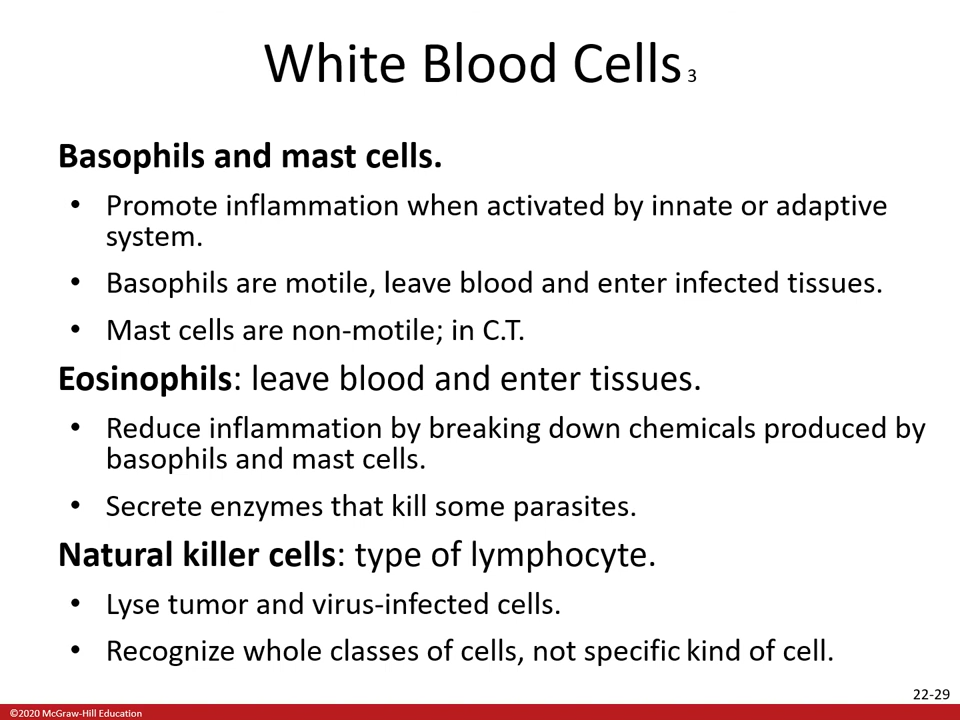 White Blood Cells 3
Basophils and mast cells.
• Promote inflammation when activated by innate or adaptive
system.
• Basophils are motile, leave blood and enter infected tissues.
• Mast cells are non-motile; in C.T.
Eosinophils: leave blood and enter tissues.
• Reduce inflammation by breaking down chemicals produced by
basophils and mast cells.
• Secrete enzymes that kill some parasites.
Natural killer cells: type of lymphocyte.
• Lyse tumor and virus-infected cells.
• Recognize whole classes of cells, not specific kind of cell.
22-29
©2020 McGraw-Hill Education